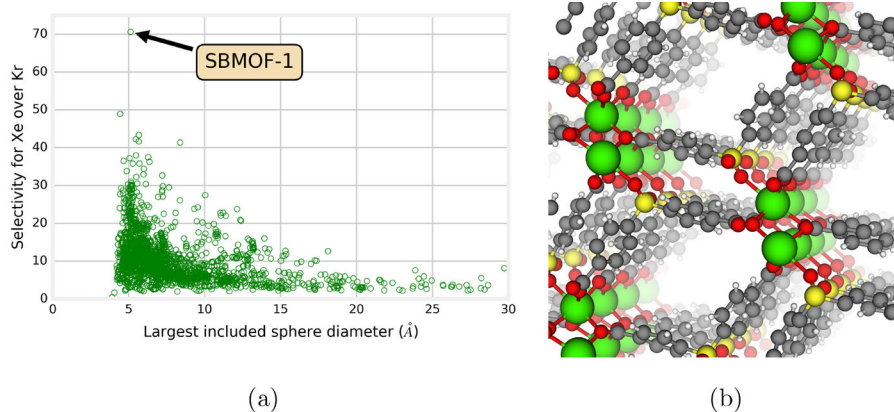 70
60
50
40
30
20
10
0
0 5 10 15 20 25 30
Selectivity for Xe over Kr
SBMOF-1
Largest included sphere diameter (Å)
(a)
(b)